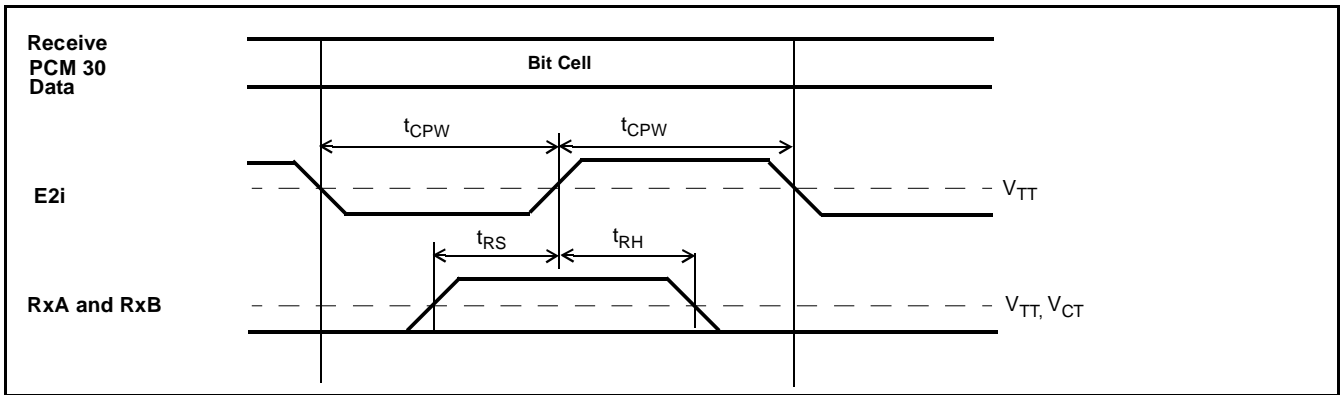 Receive
PCM 30
Data
Bit Cell
tCPW
tCPW
E2i
VTT
tRS
tRH
RxA and RxB
VTT, VCT